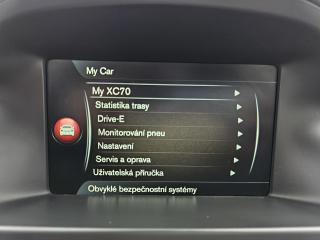 My Car
My XC70
Statistika trasy
Drive-E
Monitorování pneu
Nastavení
Servis a oprava
Uživatelská příručka
Obvyklé bezpečnostní systémy